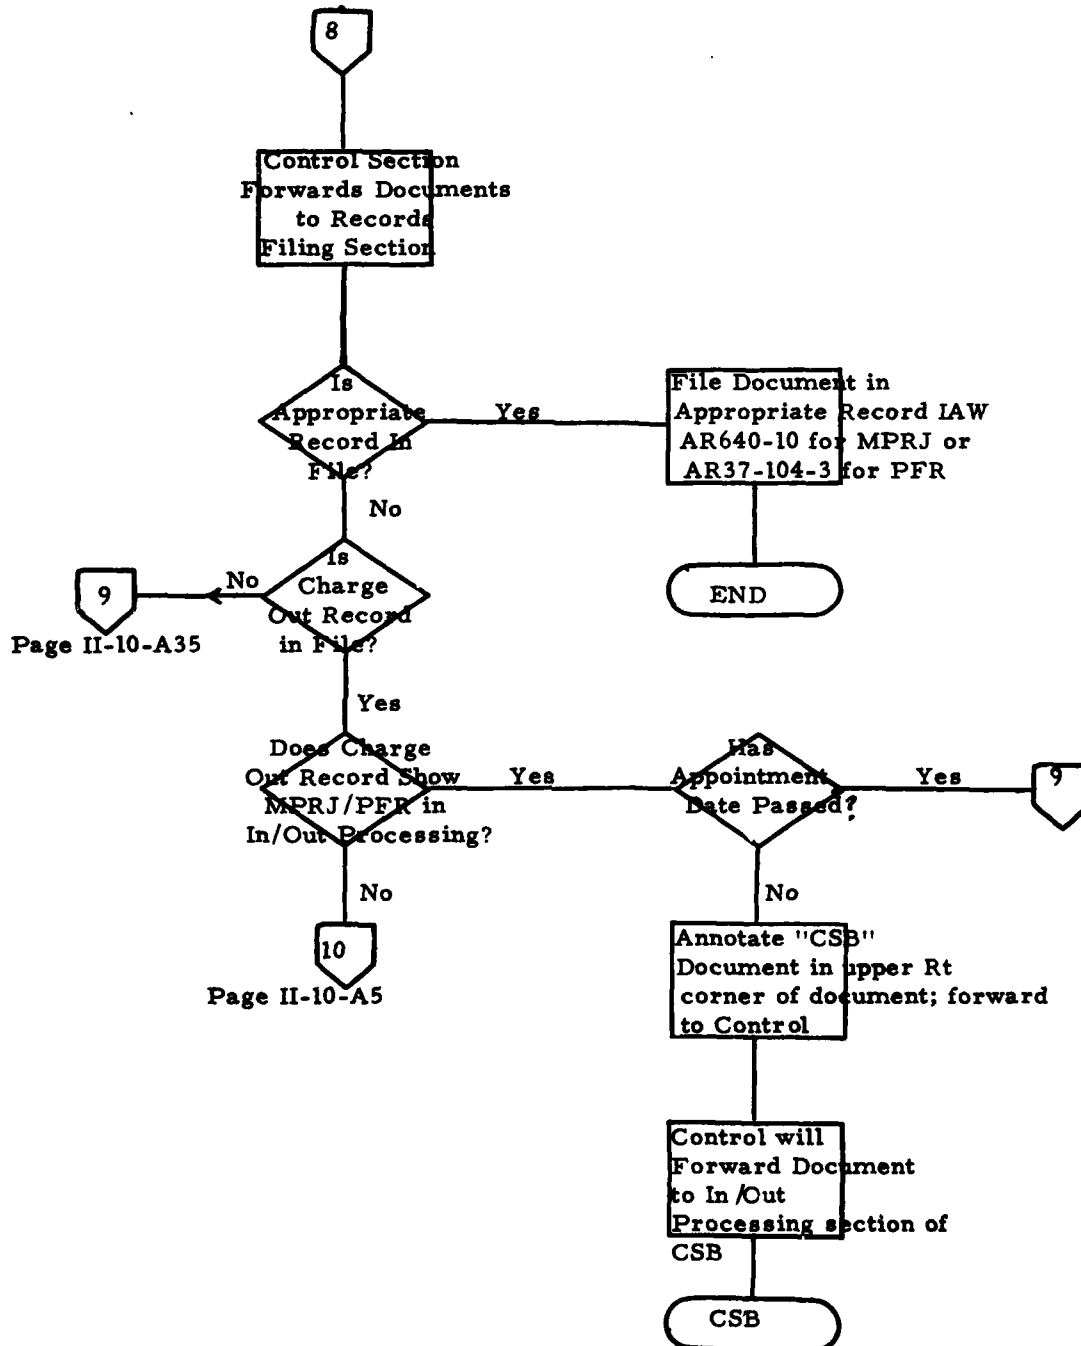 8
Control Section
Forwards Documents
to Records
Filing Section
Is
Appropriate
Record In
File?
Yes
File Document in
Appropriate Record IAW
AR640-10 for MPRJ or
AR37-104-3 for PFR
No
END
Is
Charge
Out Record
in File?
No
9
Page II-10-A35
Yes
Does Charge
Out Record Show
MPRJ/PFR in
In/Out Processing?
Yes
Has
Appointment
Date Passed?
Yes
9
No
10
Page II-10-A5
No
Annotate "CSB"
Document in upper Rt
corner of document; forward
to Control
Control will
Forward Document
to In/Out
Processing section of
CSB
CSB